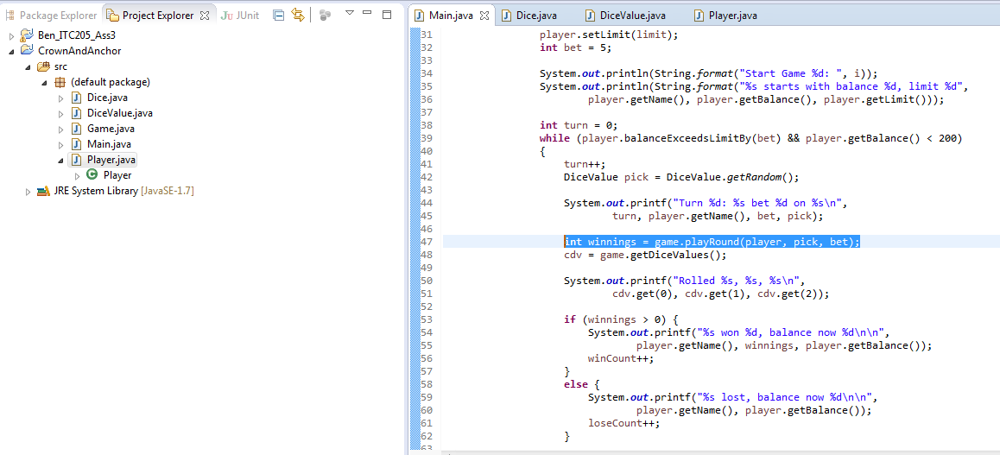 Package Explorer Project Explorer JUnit
Ben_ITC205_Ass3
CrownAndAnchor
src
(default package)
Dice.java
DiceValue.java
Game.java
Main.java
Player.java
Player
JRE System Library [JavaSE-1.7]
Main.java Dice.java DiceValue.java Player.java
31 player.setLimit(limit);
32 int bet = 5;
33
34 System.out.println(String.format("Start Game %d: ", i));
35 System.out.println(String.format("%s starts with balance %d, limit %d",
36 player.getName(), player.getBalance(), player.getLimit()));
37
38 int turn = 0;
39 while (player.balanceExceedsLimitBy(bet) && player.getBalance() < 200)
40 {
41 turn++;
42 DiceValue pick = DiceValue.getRandom();
43
44 System.out.printf("Turn %d: %s bet %d on %s\n",
45 turn, player.getName(), bet, pick);
46
47 int winnings = game.playRound(player, pick, bet);
48 cdv = game.getDiceValues();
49
50 System.out.printf("Rolled %s, %s, %s\n",
51 cdv.get(0), cdv.get(1), cdv.get(2));
52
53 if (winnings > 0) {
54 System.out.printf("%s won %d, balance now %d\n\n",
55 player.getName(), winnings, player.getBalance());
56 winCount++;
57 }
58 else {
59 System.out.printf("%s lost, balance now %d\n\n",
60 player.getName(), player.getBalance());
61 loseCount++;
62 }
63